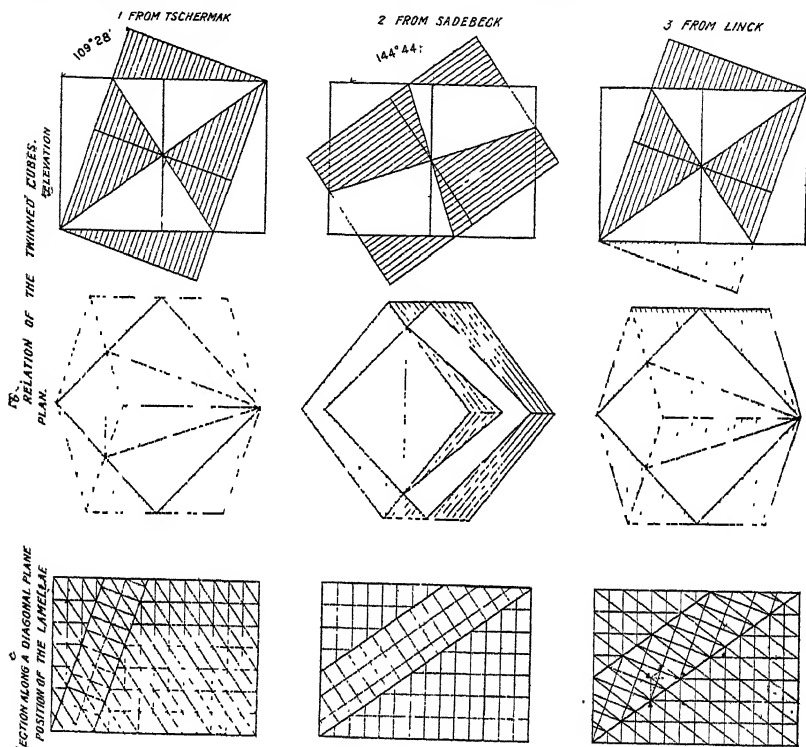 1 FROM TSCHERMAK
2 FROM SADEBECK
3 FROM LINCK
109° 28'
144° 44'
RELATION OF THE TWINNED CUBES.
ELEVATION
PLAN.
SECTION ALONG A DIAGONAL PLANE
POSITION OF THE LAMELLAE